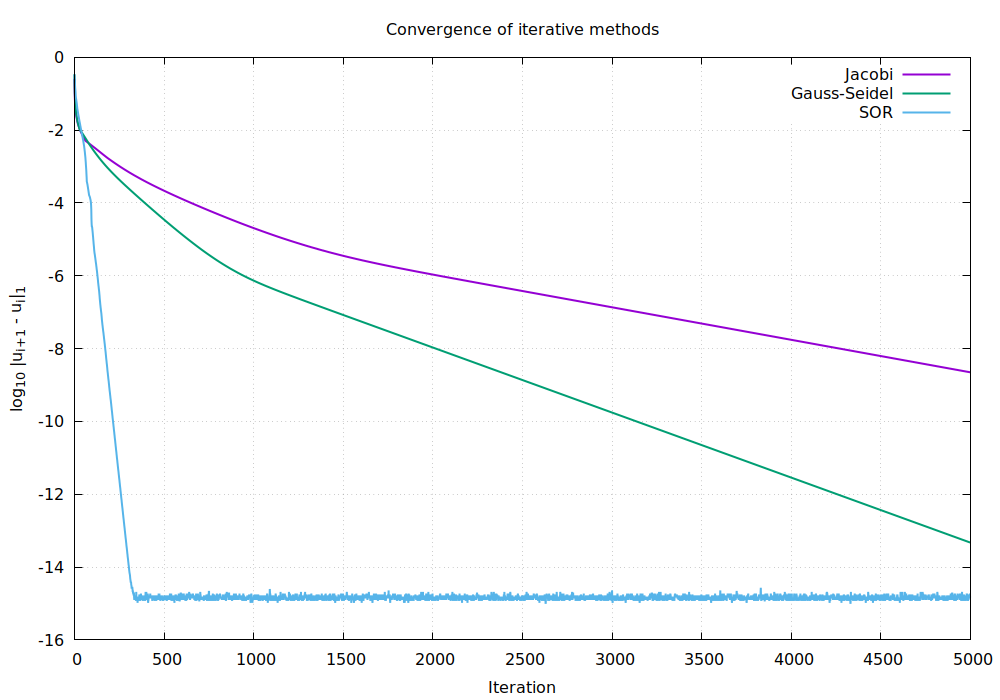 Convergence of iterative methods
0
-2
-4
-6
-8
-10
-12
-14
-16
log₁₀ |uᵢ₊₁ - uᵢ|₁
Jacobi
Gauss-Seidel
SOR
0 500 1000 1500 2000 2500 3000 3500 4000 4500 5000
Iteration